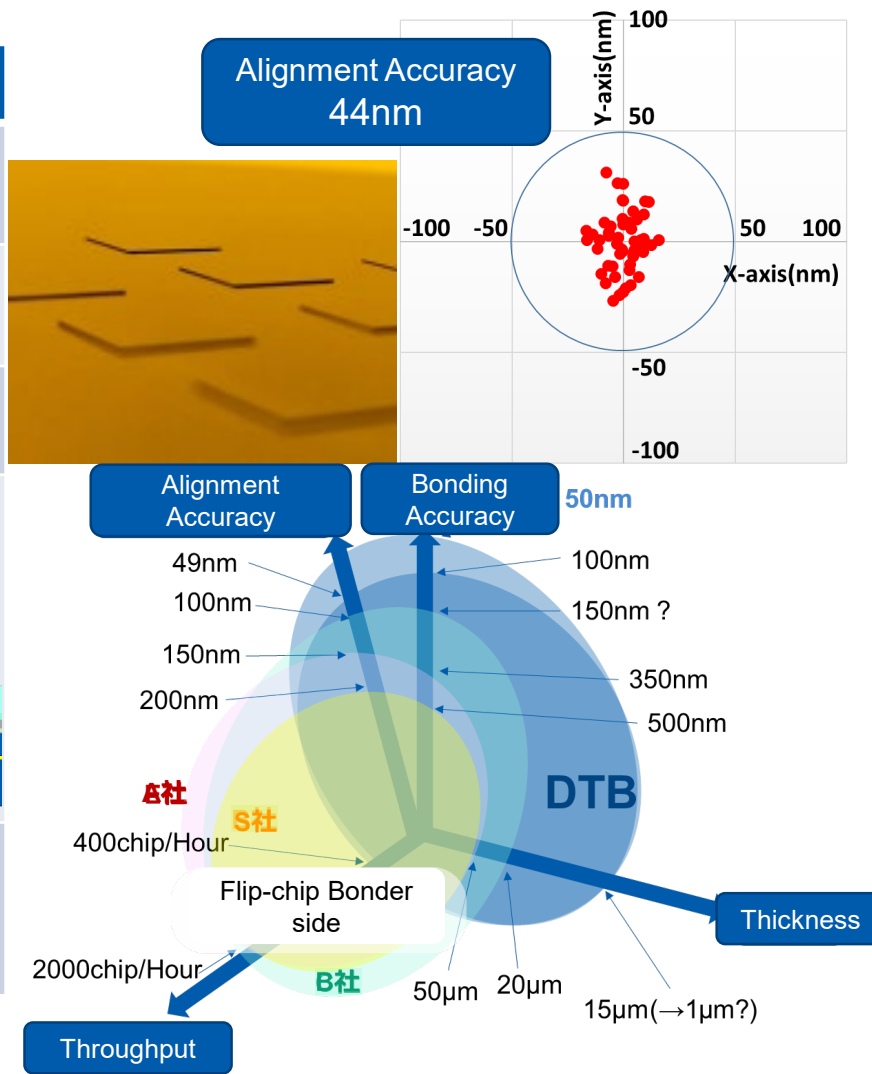 Alignment Accuracy
44nm
Y-axis(nm)
100
50
-100
-50
50
100
X-axis(nm)
-50
-100
Alignment
Accuracy
Bonding
Accuracy
50nm
49nm
100nm
150nm
200nm
100nm
150nm ?
350nm
500nm
DTB
S社
400chip/Hour
Flip-chip Bonder
side
Thickness
2000chip/Hour
B社
50μm
20μm
15μm(→1μm?)
Throughput